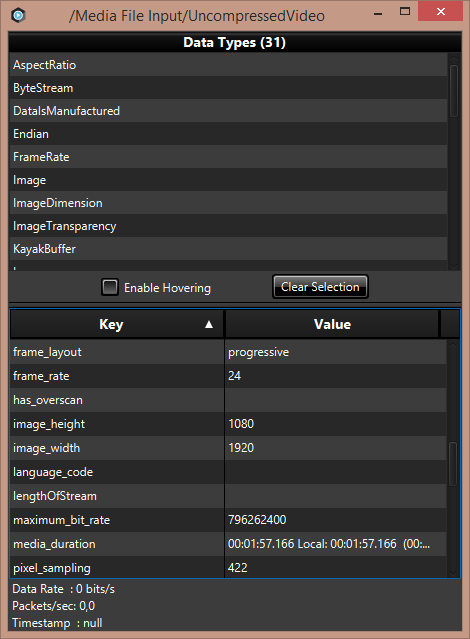 /Media File Input/UncompressedVideo
Data Types (31)
AspectRatio
ByteStream
DataIsManufactured
Endian
FrameRate
Image
ImageDimension
ImageTransparency
KayakBuffer
Enable Hovering Clear Selection
Key ▲ Value
frame_layout progressive
frame_rate 24
has_overscan
image_height 1080
image_width 1920
language_code
lengthOfStream
maximum_bit_rate 796262400
media_duration 00:01:57.166 Local: 00:01:57.166 (00:...
pixel_sampling 422
Data Rate : 0 bits/s
Packets/sec: 0,0
Timestamp : null